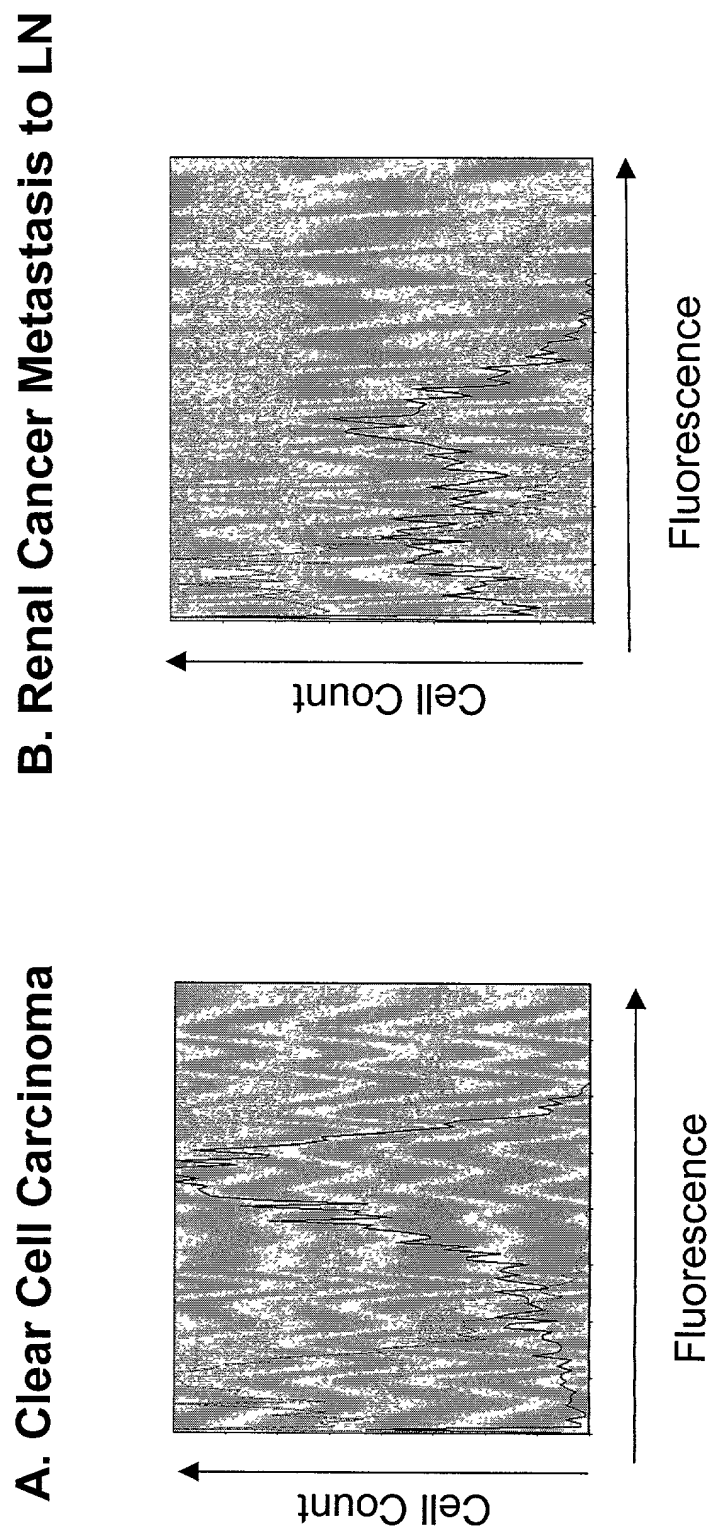 A. Clear Cell Carcinoma
Cell Count
Fluorescence
B. Renal Cancer Metastasis to LN
Cell Count
Fluorescence